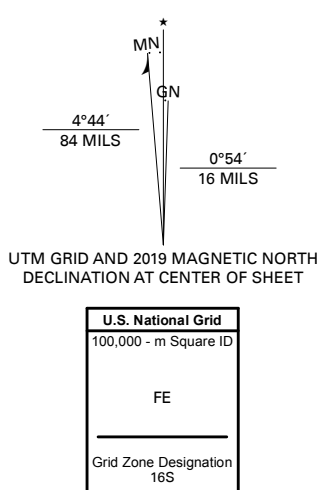 ★
MN
GN
4°44´
84 MILS
0°54´
16 MILS
UTM GRID AND 2019 MAGNETIC NORTH
DECLINATION AT CENTER OF SHEET
U.S. National Grid
100,000 - m Square ID
FE
Grid Zone Designation
16S